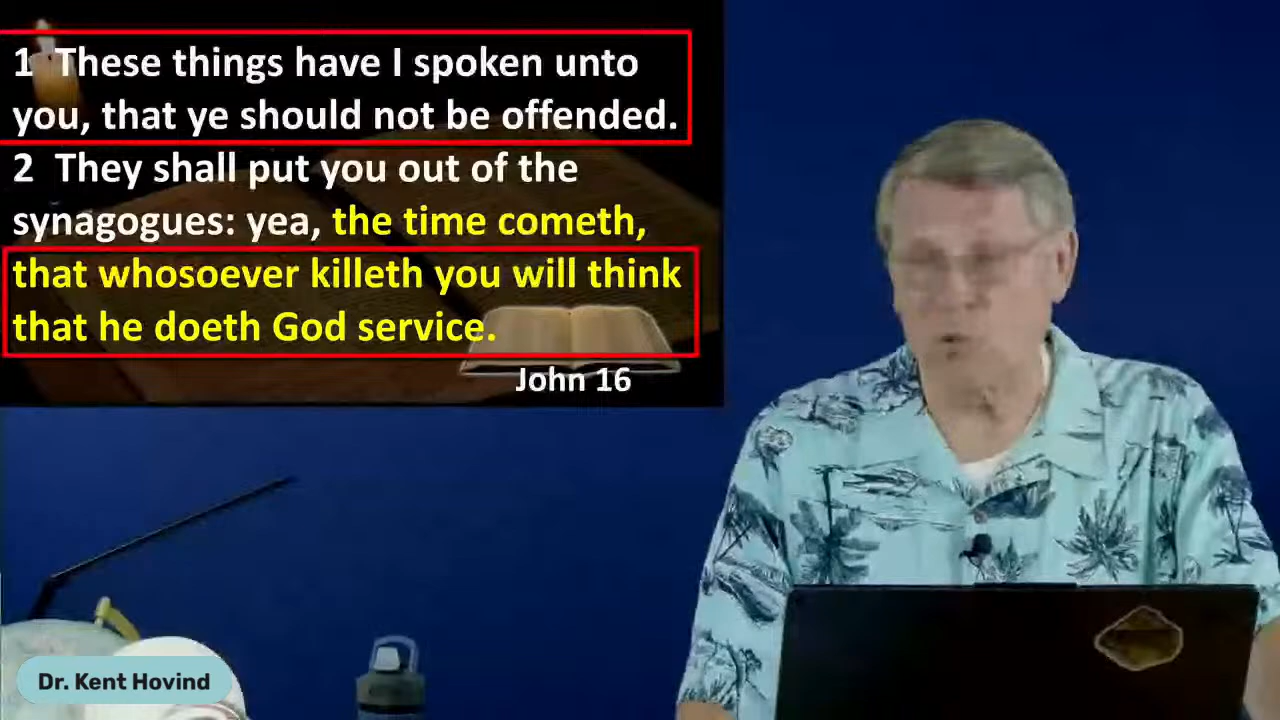 1 These things have I spoken unto
you, that ye should not be offended.
2 They shall put you out of the
synagogues: yea, the time cometh,
that whosoever killeth you will think
that he doeth God service.
John 16
Dr. Kent Hovind